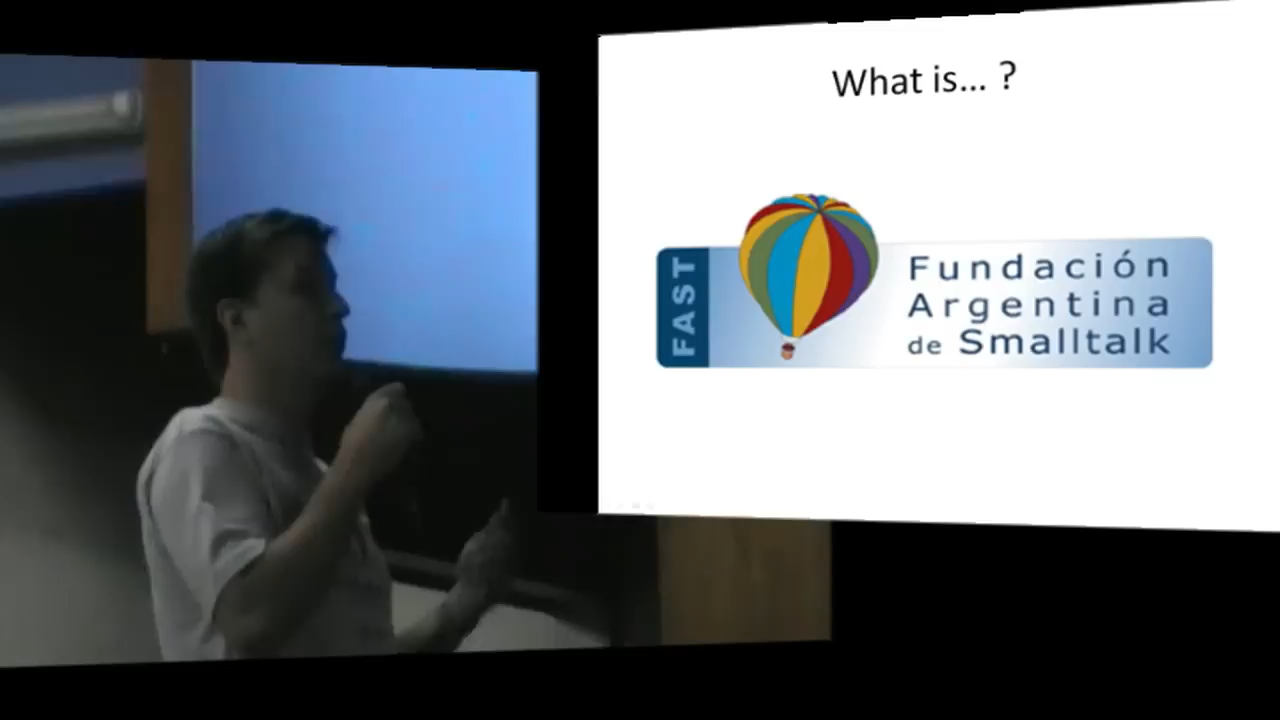 What is... ?
FAST
Fundación
Argentina
de Smalltalk